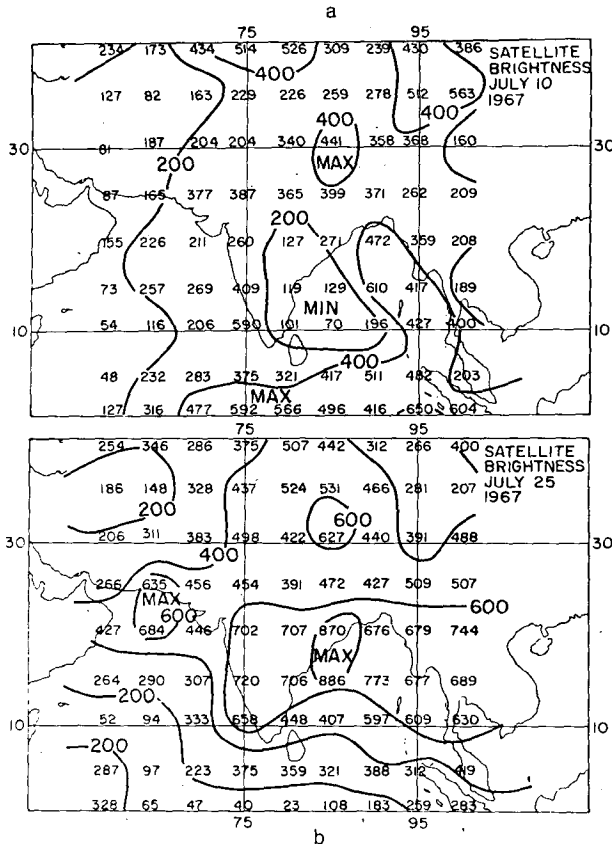 a
75 95
234 173 434 514 526 309 239 430 386
SATELLITE
BRIGHTNESS
JULY 10
1967
400
127 82 163 229 226 259 278 512 563
400 400
81 187 204 204 340 441 358 368 160
30 30
200 MAX
87 165 377 387 365 399 371 262 209
200
155 226 211 260 127 271 472 359 208
73 257 269 409 119 129 610 417 189
MIN
10 54 116 206 590 101 70 196 427 400 10
400
48 232 283 375 321 417 511 482 203
MAX
127 316 477 592 566 496 416 650 604
75 95
254 346 286 375 507 442 312 266 400
SATELLITE
BRIGHTNESS
JULY 25
1967
186 148 328 437 524 531 466 281 207
200
600
206 311 383 498 422 627 440 391 488
30 30
400
266 635 456 454 391 472 427 509 507
MAX 600
600
427 684 446 702 707 870 676 679 744
MAX
264 290 307 720 706 886 773 677 689
200
10 52 94 333 658 448 407 597 609 630 10
200
287 97 223 375 359 321 388 312 419
328 65 47 40 23 108 183 259 283
75 95
b